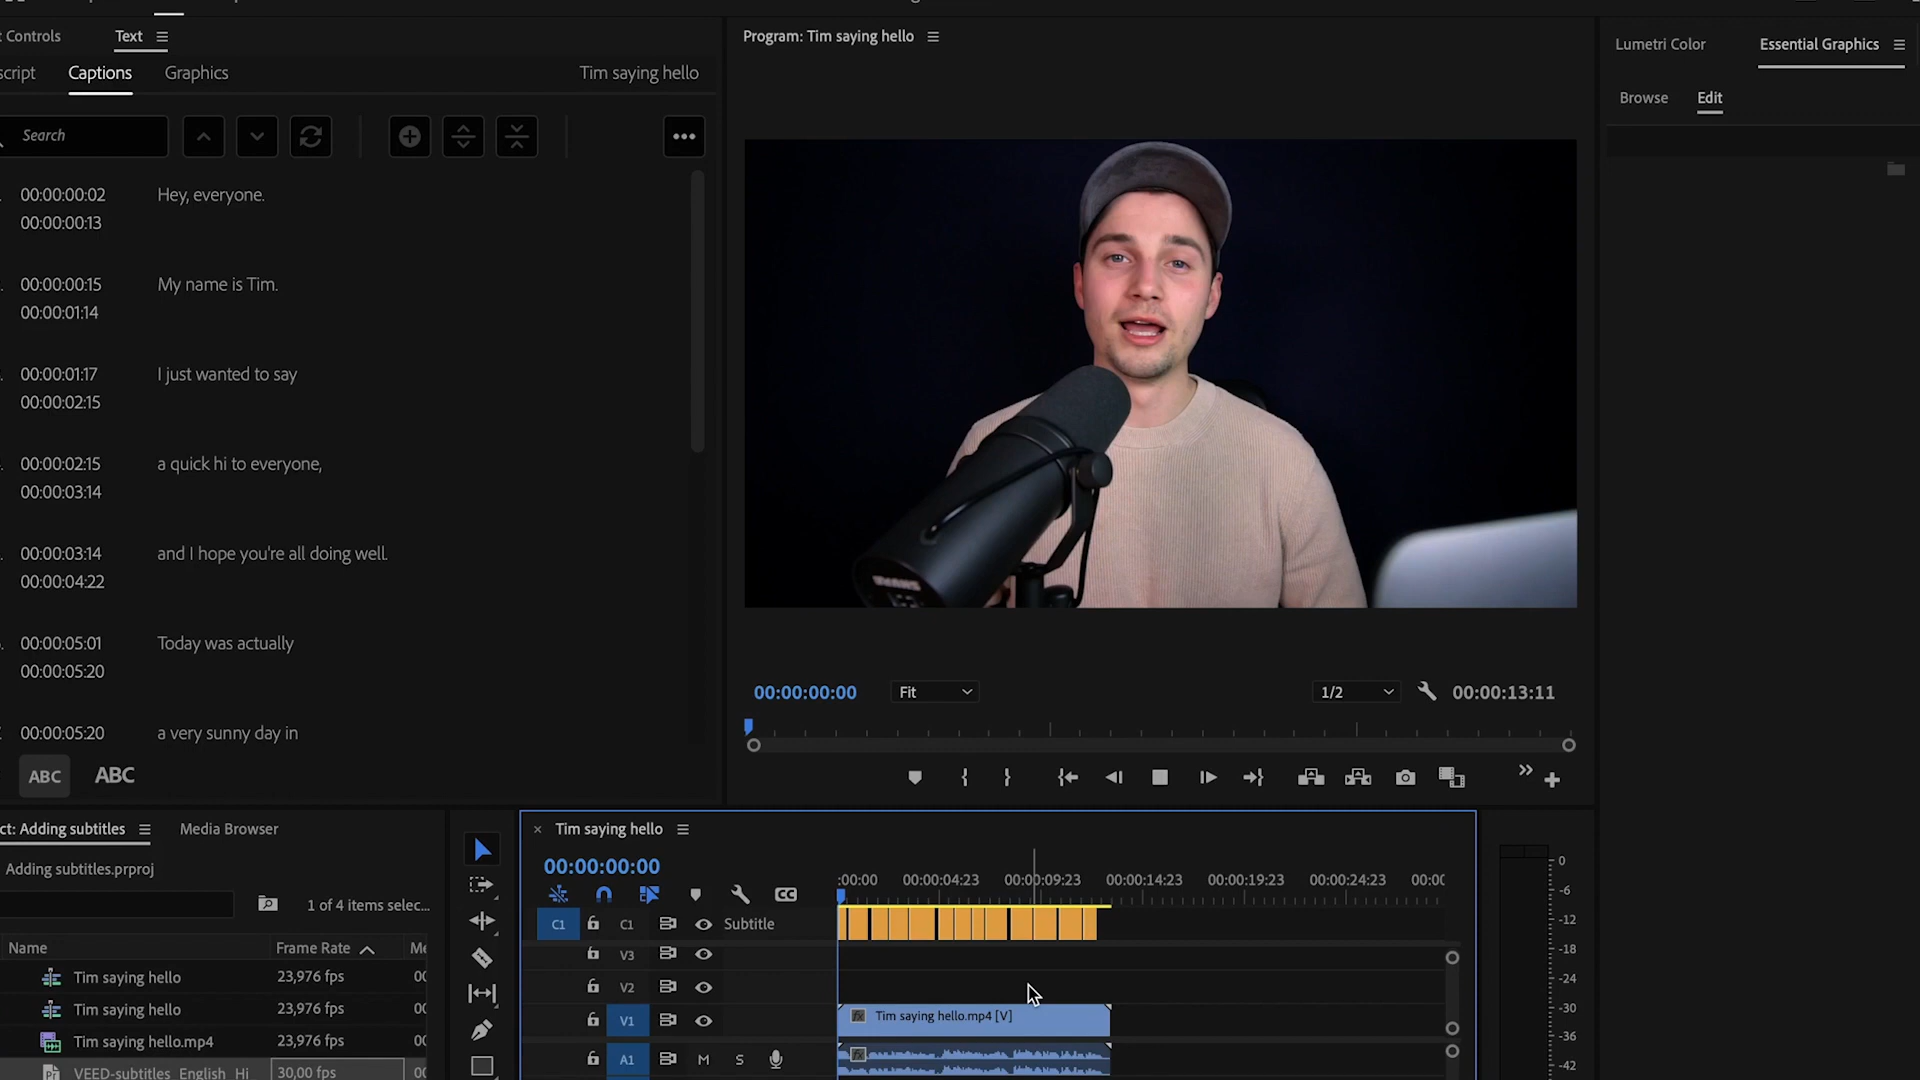 Controls
Text
script
Captions
Graphics
Tim saying hello
Search
00:00:00:02
Hey, everyone.
00:00:00:13
00:00:00:15
My name is Tim.
00:00:01:14
00:00:01:17
I just wanted to say
00:00:02:15
00:00:02:15
a quick hi to everyone,
00:00:03:14
00:00:03:14
and I hope you're all doing well.
00:00:04:22
00:00:05:01
Today was actually
00:00:05:20
00:00:05:20
a very sunny day in
ABC
ABC
Program: Tim saying hello
00:00:00:00
Fit
1/2
00:00:13:11
Lumetri Color
Essential Graphics
Browse
Edit
ct: Adding subtitles
Media Browser
Adding subtitles.prproj
1 of 4 items selec...
Name
Frame Rate
Me
Tim saying hello
23,976 fps
00
Tim saying hello
23,976 fps
00
Tim saying hello.mp4
23,976 fps
00
VEED-subtitles_English_Hi
30,00 fps
00
Tim saying hello
00:00:00:00
:00:00
00:00:04:23
00:00:09:23
00:00:14:23
00:00:19:23
00:00:24:23
00:00
C1
C1
Subtitle
V3
V2
V1
fx
Tim saying hello.mp4 [V]
A1
M
S
0
-6
-12
-18
-24
-30
-36
-42